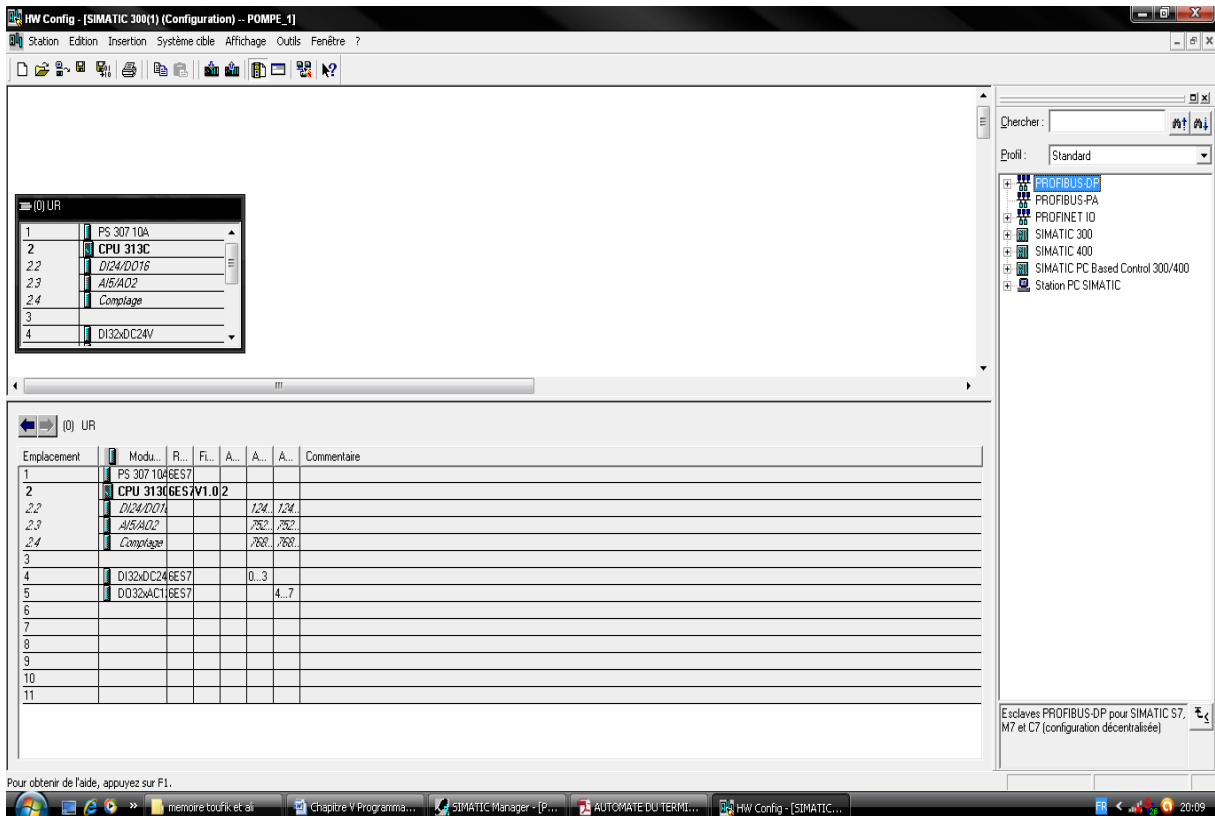 HW Config - [SIMATIC 300(1) (Configuration) -- POMPE_1]
Station Edition Insertion Système cible Affichage Outils Fenêtre ?
(0) UR
1 PS 307 10A
2 CPU 313C
2.2 DI24/DO16
2.3 AI5/AO2
2.4 Comptage
3
4 DI32xDC24V
Chercher :
Profil : Standard
PROFIBUS-DP
PROFIBUS-PA
PROFINET IO
SIMATIC 300
SIMATIC 400
SIMATIC PC Based Control 300/400
Station PC SIMATIC
(0) UR
Emplacement Modu... R... Fi... A... A... A... Commentaire
1 PS 307 10A 6ES7
2 CPU 313C 6ES7 V1.0 2
2.2 DI24/DO1 124... 124...
2.3 AI5/AO2 752... 752...
2.4 Comptage 768... 768...
3
4 DI32xDC24 6ES7 0...3
5 DO32xAC1 6ES7 4...7
6
7
8
9
10
11
Esclaves PROFIBUS-DP pour SIMATIC S7,
M7 et C7 (configuration décentralisée)
Pour obtenir de l'aide, appuyez sur F1.
memoire toufik et ali Chapitre V Programma... SIMATIC Manager - [P... AUTOMATE DU TERMI... HW Config - [SIMATIC... FR 20:09